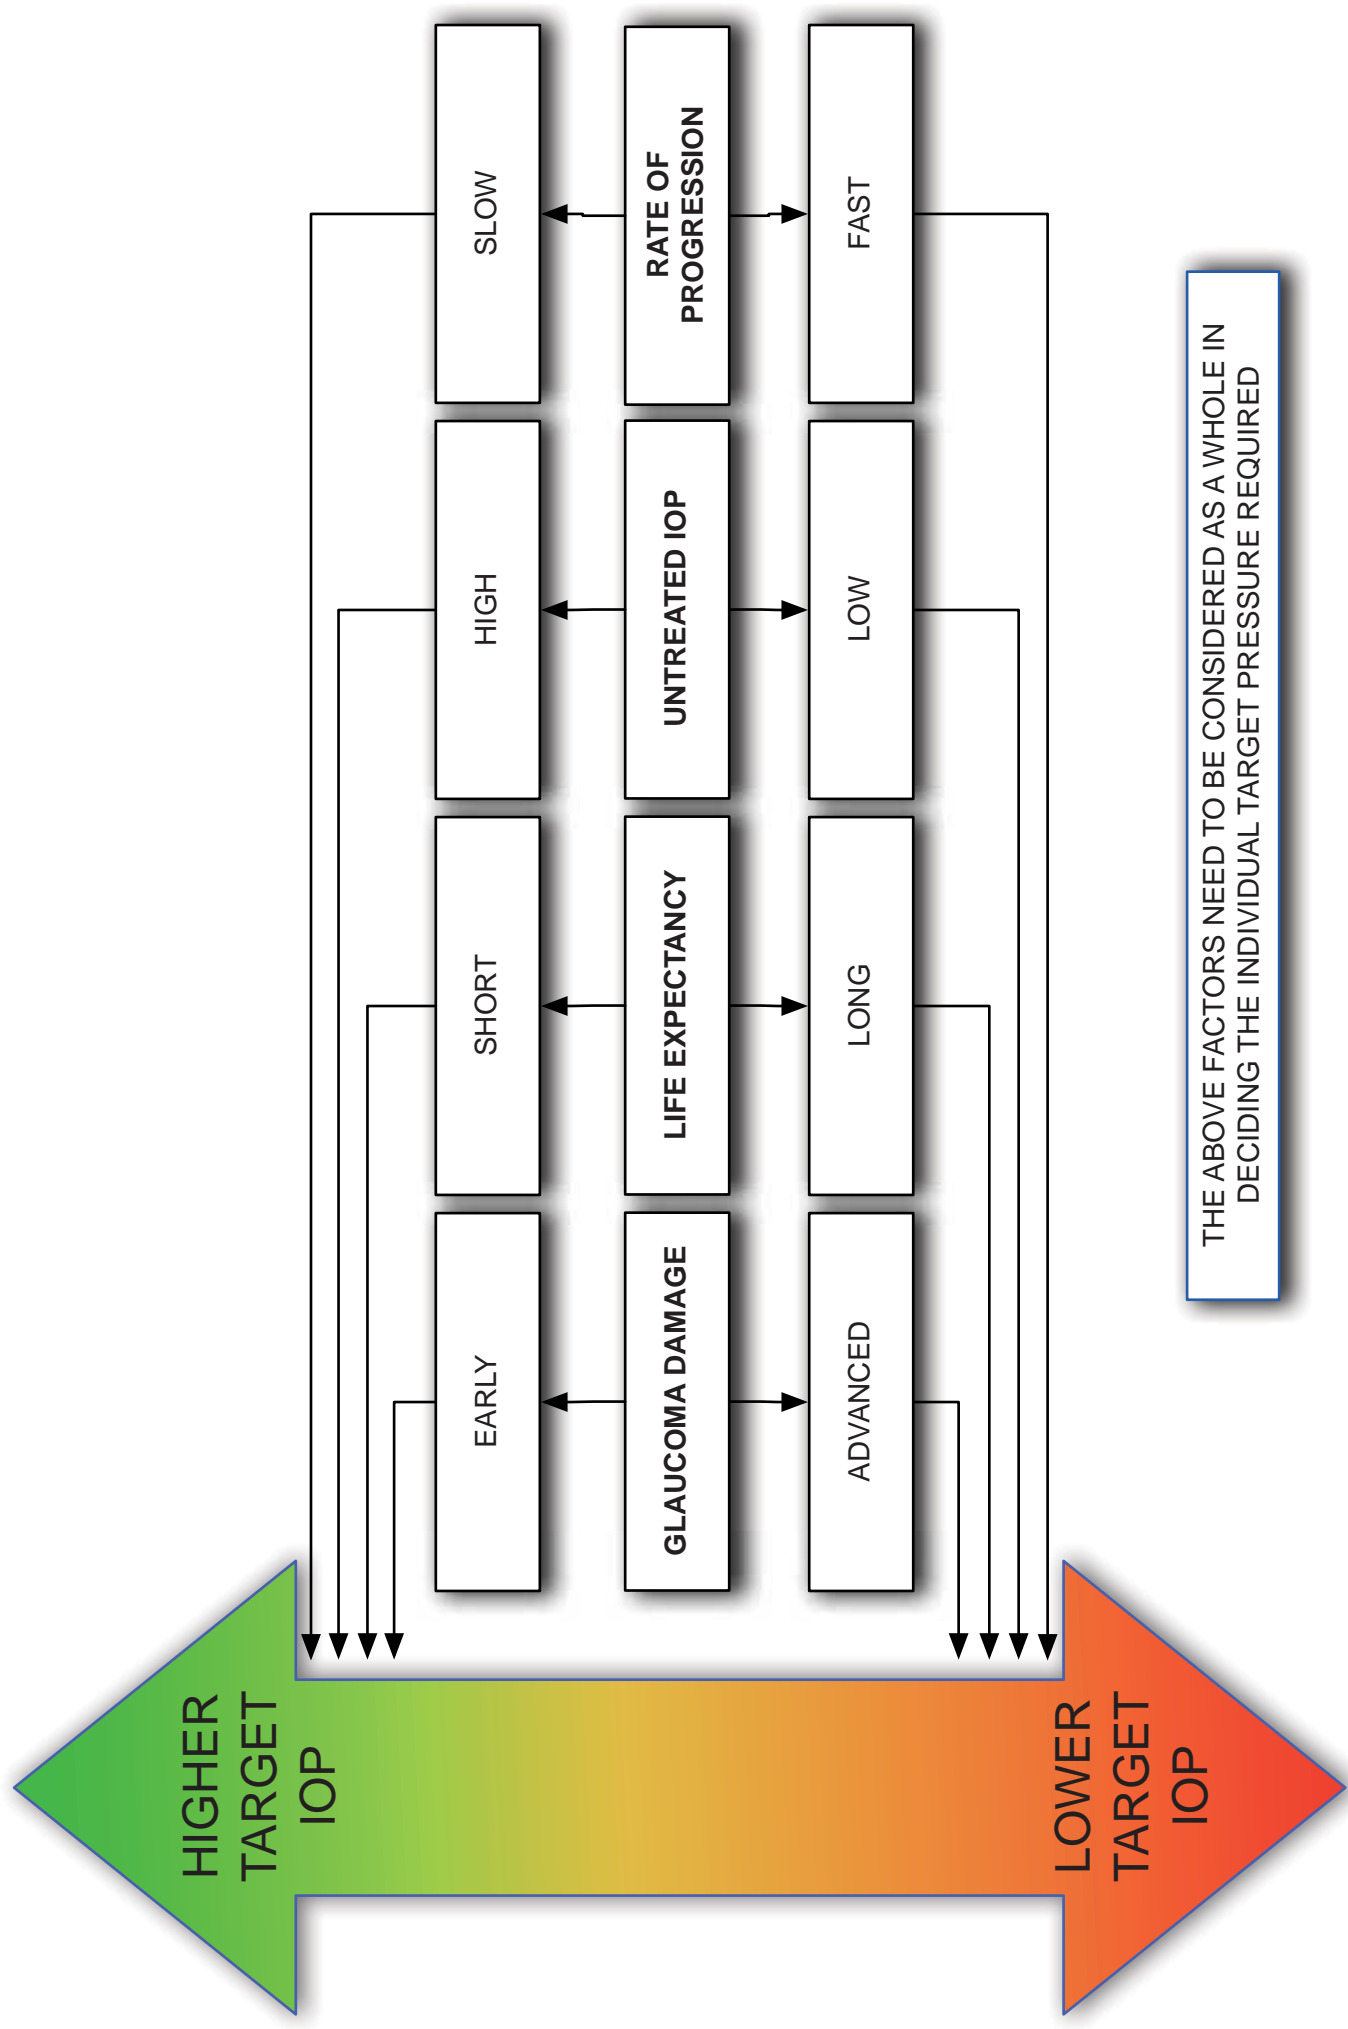 HIGHER
TARGET
IOP
EARLY
SHORT
HIGH
SLOW
GLAUCOMA DAMAGE
LIFE EXPECTANCY
UNTREATED IOP
RATE OF
PROGRESSION
ADVANCED
LONG
LOW
FAST
LOWER
TARGET
IOP
THE ABOVE FACTORS NEED TO BE CONSIDERED AS A WHOLE IN
DECIDING THE INDIVIDUAL TARGET PRESSURE REQUIRED